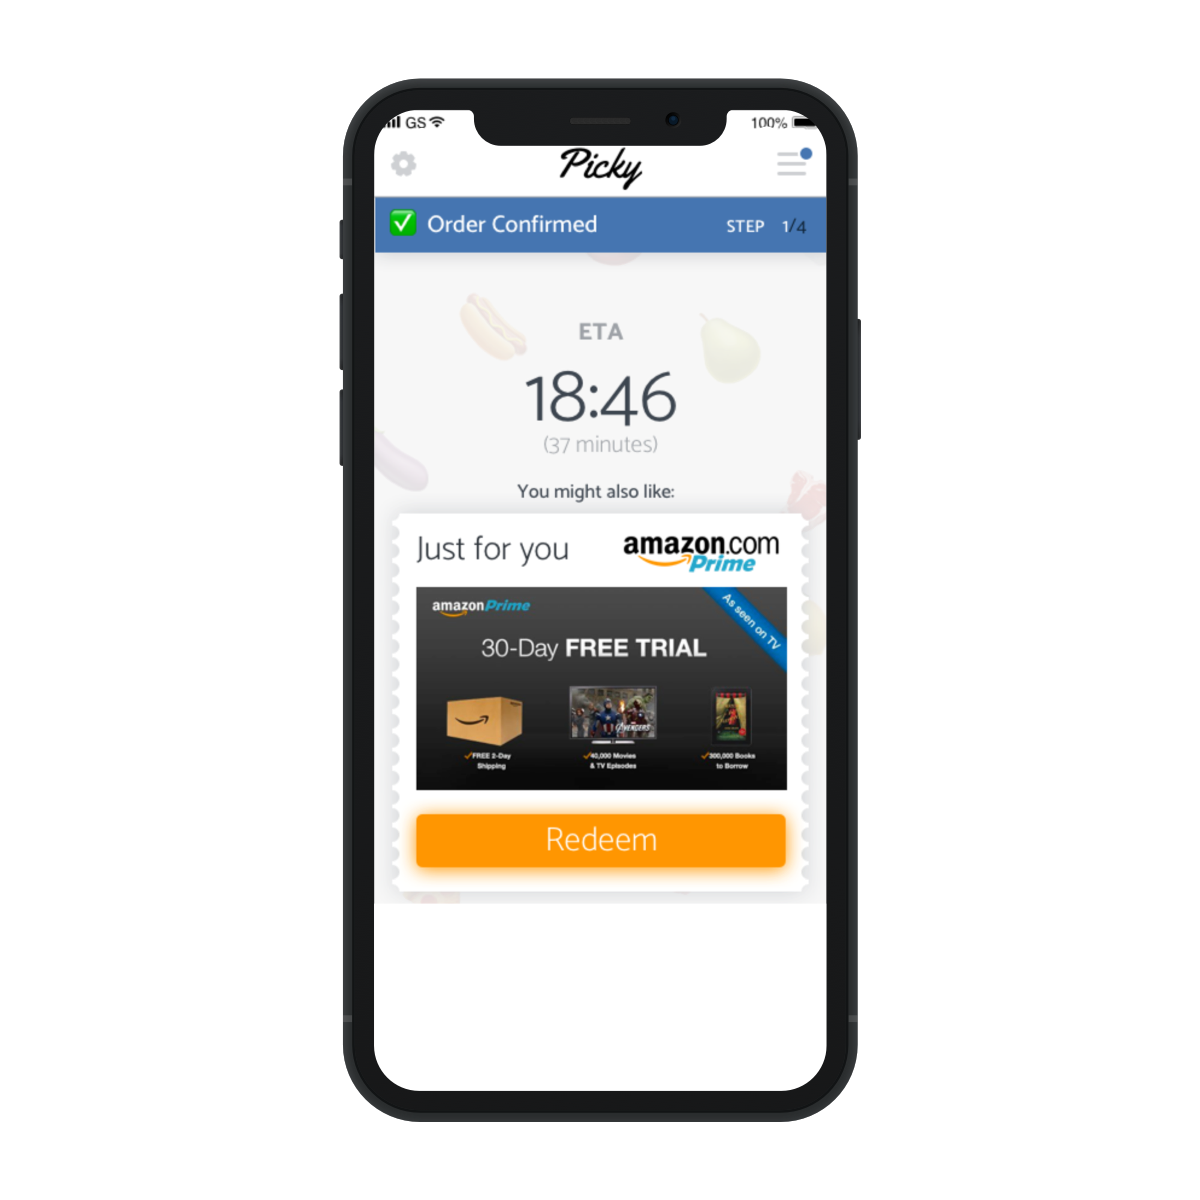 GS
100%
Picky
Order Confirmed
STEP 1/4
ETA
18:46
(37 minutes)
You might also like:
Just for you
amazon.com
Prime
amazonPrime
As seen on TV
30-Day FREE TRIAL
AVENGERS
FREE 2-Day
Shipping
40,000 Movies
& TV Episodes
300,000 Books
to Borrow
Redeem